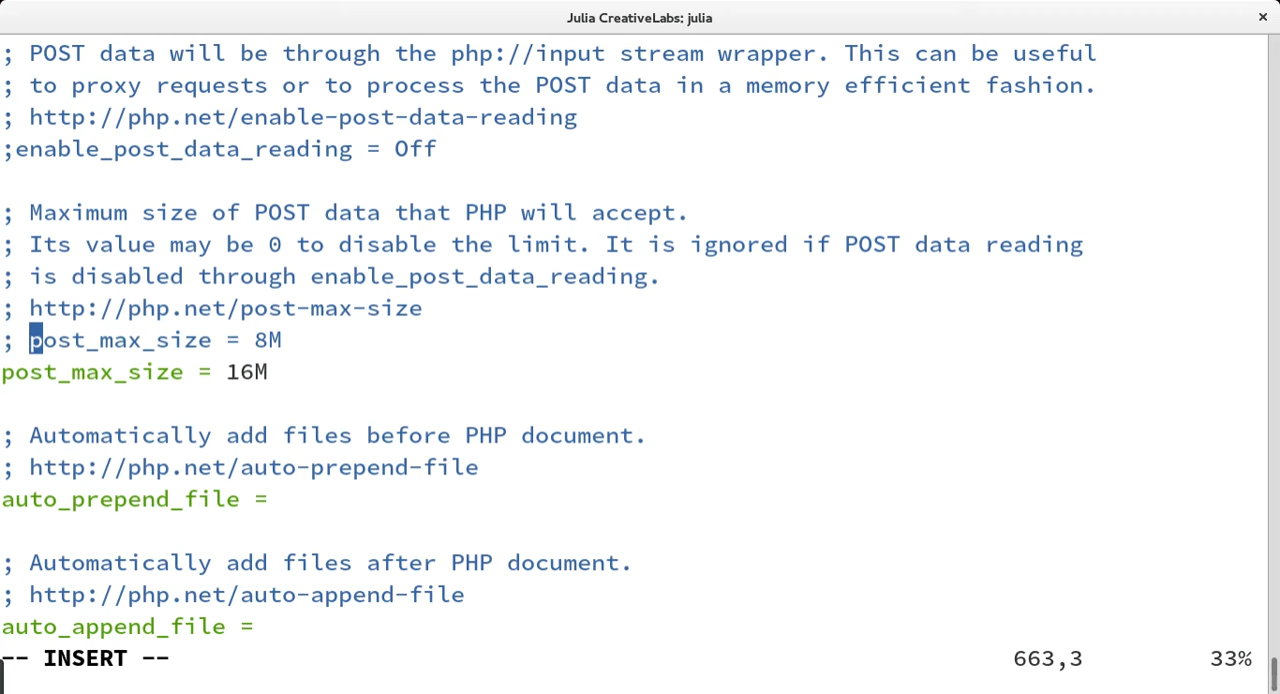 Julia CreativeLabs: julia ×
; POST data will be through the php://input stream wrapper. This can be useful
; to proxy requests or to process the POST data in a memory efficient fashion.
; http://php.net/enable-post-data-reading
;enable_post_data_reading = Off
; Maximum size of POST data that PHP will accept.
; Its value may be 0 to disable the limit. It is ignored if POST data reading
; is disabled through enable_post_data_reading.
; http://php.net/post-max-size
; post_max_size = 8M
post_max_size = 16M
; Automatically add files before PHP document.
; http://php.net/auto-prepend-file
auto_prepend_file =
; Automatically add files after PHP document.
; http://php.net/auto-append-file
auto_append_file =
-- INSERT -- 663,3 33%